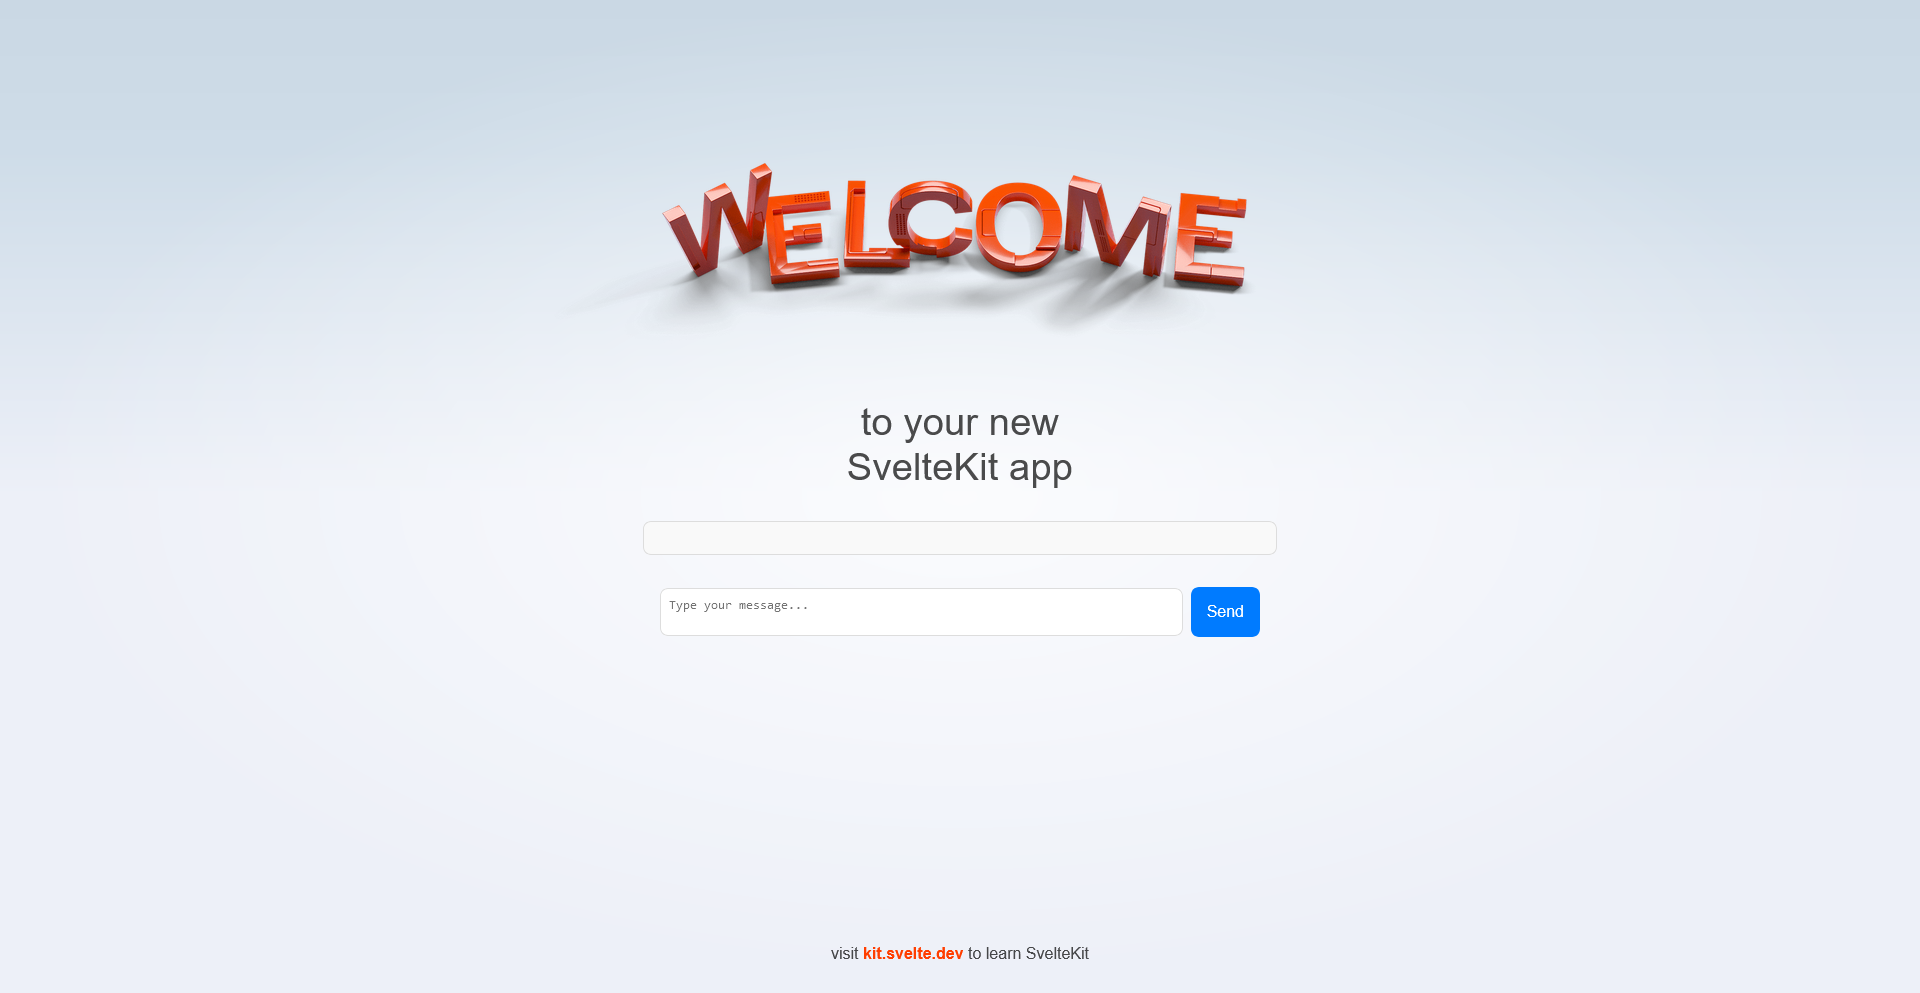 WELCOME
to your new
SvelteKit app
Type your message...
Send
visit kit.svelte.dev to learn SvelteKit